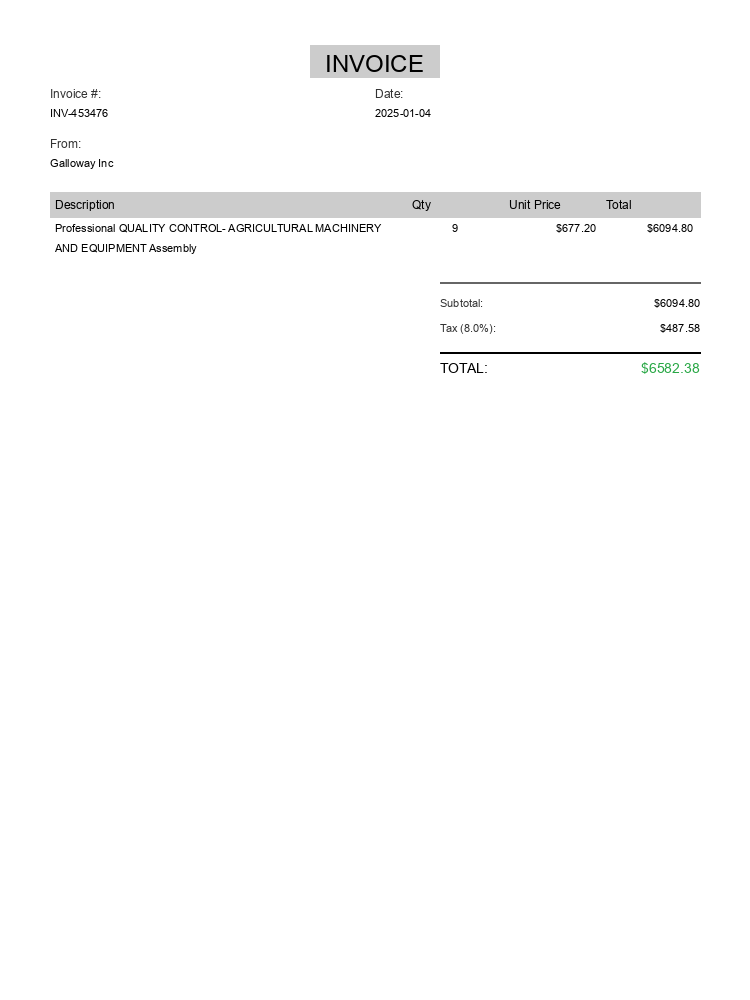 INVOICE
Invoice #: Date:
INV-453476 2025-01-04
From:
Galloway Inc
Description Qty Unit Price Total
Professional QUALITY CONTROL- AGRICULTURAL MACHINERY 9 $677.20 $6094.80
AND EQUIPMENT Assembly
Subtotal: $6094.80
Tax (8.0%): $487.58
TOTAL: $6582.38